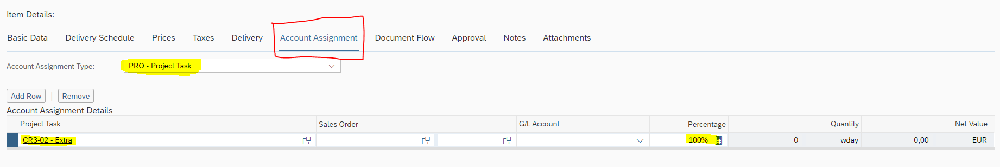 Item Details:
Basic Data Delivery Schedule Prices Taxes Delivery Account Assignment Document Flow Approval Notes Attachments
Account Assignment Type: PRO - Project Task
Add Row Remove
Account Assignment Details
Project Task Sales Order G/L Account Percentage Quantity Net Value
CR3-02 - Extra 100% 0 wday 0,00 EUR